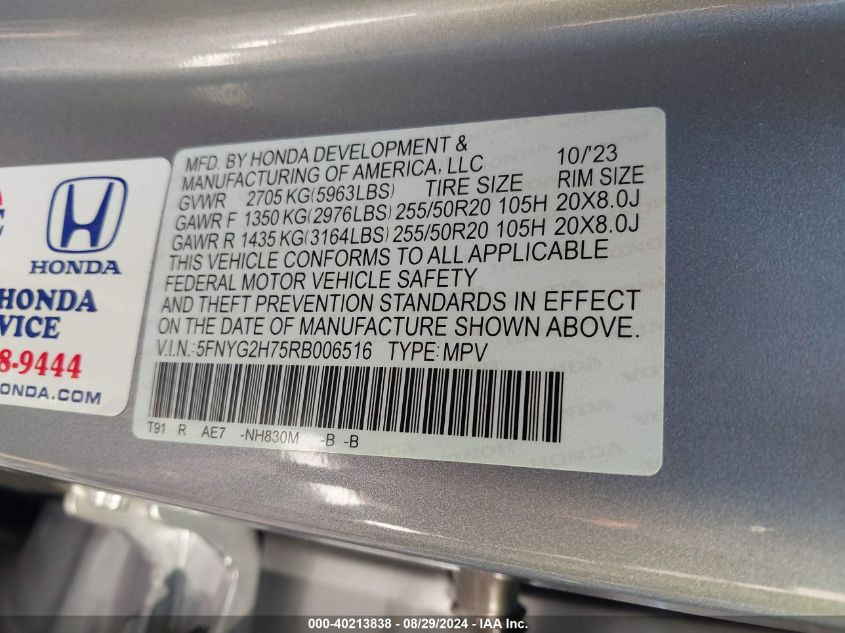 MFD. BY HONDA DEVELOPMENT &
MANUFACTURING OF AMERICA, LLC 10/'23
GVWR 2705 KG(5963LBS) TIRE SIZE RIM SIZE
GAWR F 1350 KG(2976LBS) 255/50R20 105H 20X8.0J
GAWR R 1435 KG(3164LBS) 255/50R20 105H 20X8.0J
THIS VEHICLE CONFORMS TO ALL APPLICABLE
FEDERAL MOTOR VEHICLE SAFETY
AND THEFT PREVENTION STANDARDS IN EFFECT
ON THE DATE OF MANUFACTURE SHOWN ABOVE.
V.I.N.: 5FNYG2H75RB006516 TYPE: MPV
T91 R AE7 -NH830M -B -B
HONDA
HONDA
VICE
8-9444
ONDA.COM
000-40213838 - 08/29/2024 - IAA Inc.